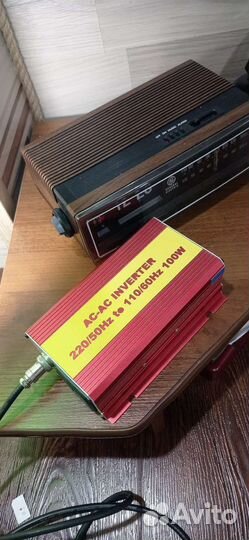 AC-AC INVERTER
220/50Hz to 110/60Hz 100W
Avito